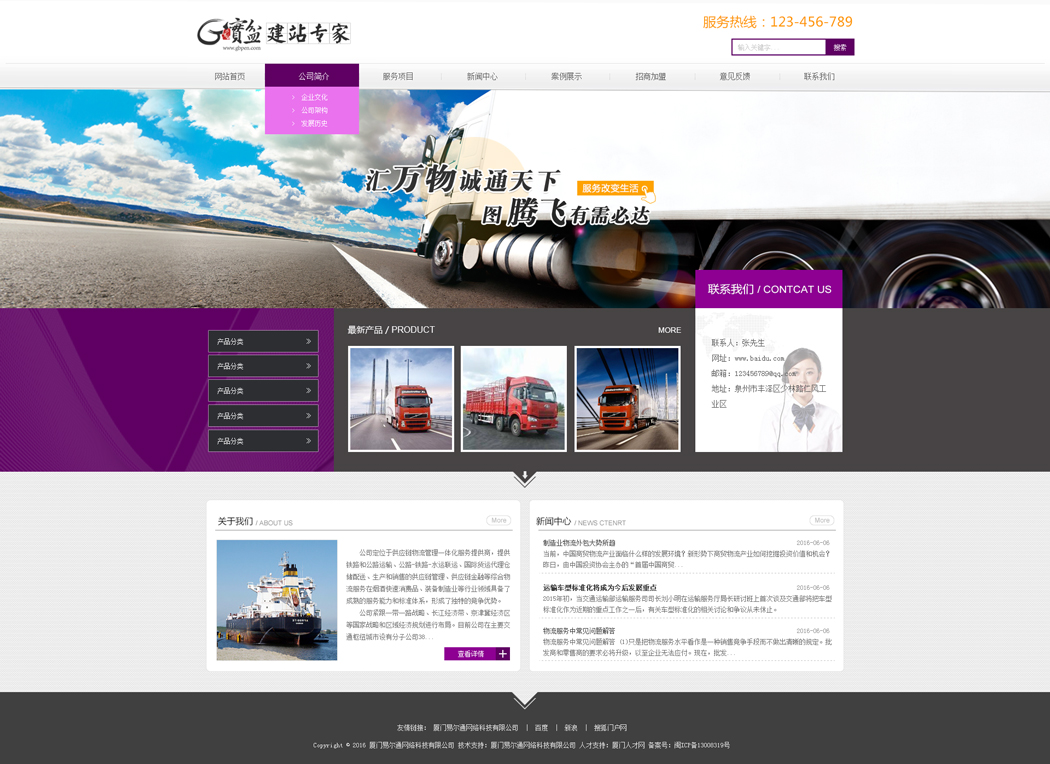 G寶盆 建站专家
www.gbpen.com
服务热线：123-456-789
输入关键字 搜索
网站首页 公司简介 服务项目 新闻中心 案例展示 招商加盟 意见反馈 联系我们
企业文化
公司架构
发展历史
汇万物诚通天下
服务改变生活
图腾飞有需必达
联系我们 / CONTCAT US
产品分类
产品分类
产品分类
产品分类
产品分类
最新产品 / PRODUCT MORE
联系人：张先生
网址：www.baidu.com
邮箱：123456789@qq.com
地址：泉州市丰泽区少林路仁凤工
业区
关于我们 / ABOUT US More
公司定位于供应链物流管理一体化服务提供商，提供
铁路和公路运输、公路-铁路-水运联运、国际货运代理仓
储配送、生产和销售的供应链管理、供应链金融等综合物
流服务在烟草快速消费品、装备制造业等行业领域具备了
成熟的服务能力和标准体系，形成了独特的竞争优势。
公司紧跟一带一路战略、长江经济带、京津冀经济区
等国家战略和区域经济规划进行布局。目前公司在主要交
通枢纽城市设有分子公司38...
查看详情 +
新闻中心 / NEWS CTENRT More
制造业物流外包大势所趋 2016-06-06
当前，中国商贸物流产业面临什么样的发展环境？新形势下商贸物流产业如何挖掘投资价值和机会？
昨日，由中国投资协会主办的“首届中国商贸...
运输车型标准化将成为今后发展重点 2016-06-06
2015年初，当交通运输部运输服务司司长刘小明在运输服务厅局长研讨班上首次谈及交通部将把车型
标准化作为近期的重点工作之一后，有关车型标准化的相关讨论和争议从未休止。
物流服务中常见问题解答 2016-06-06
物流服务中常见问题解答 (1)只是把物流服务水平看作是一种销售竞争手段而不做出清晰的规定。批
发商和零售商的要求必将升级，以至企业无法应付。现在，批发...
友情链接： 厦门易尔通网络科技有限公司 | 百度 | 新浪 | 搜狐门户网
Copyright © 2016 厦门易尔通网络科技有限公司 技术支持：厦门易尔通网络科技有限公司 人才支持：厦门人才网 备案号：闽ICP备13008319号